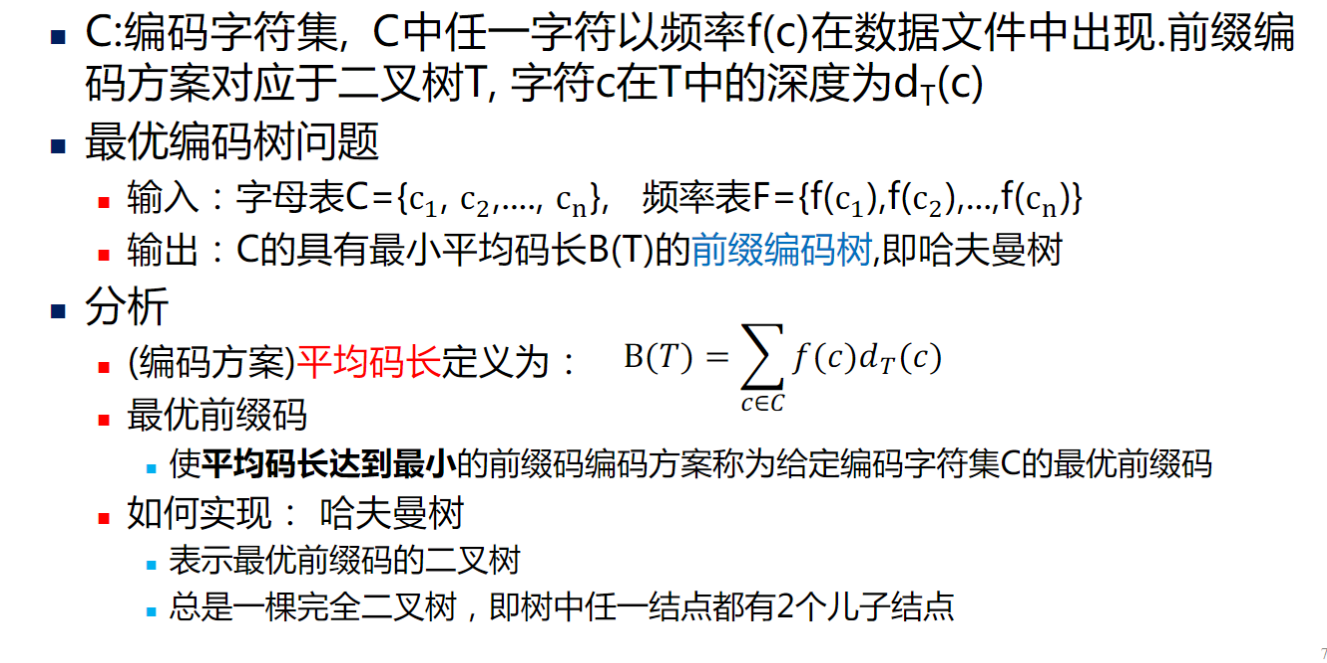 C:编码字符集, C中任一字符以频率f(c)在数据文件中出现.前缀编
码方案对应于二叉树T, 字符c在T中的深度为d_T(c)
最优编码树问题
输入：字母表C={c₁, c₂,...., cₙ}, 频率表F={f(c₁),f(c₂),...,f(cₙ)}
输出：C的具有最小平均码长B(T)的前缀编码树,即哈夫曼树
分析
(编码方案)平均码长定义为： B(T) = ∑_{c∈C} f(c)d_T(c)
最优前缀码
使平均码长达到最小的前缀码编码方案称为给定编码字符集C的最优前缀码
如何实现： 哈夫曼树
表示最优前缀码的二叉树
总是一棵完全二叉树，即树中任一结点都有2个儿子结点
7